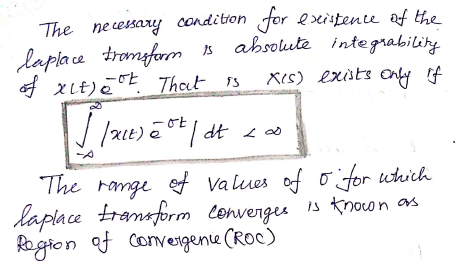 The necessary condition for existence of the
laplace transform is absolute integrability
of x(t)e^-σt. That is X(s) exists only if
∫_-∞^∞ |x(t) e^-σt| dt < ∞
The range of values of σ for which
laplace transform converges is known as
Region of convergence (ROC)